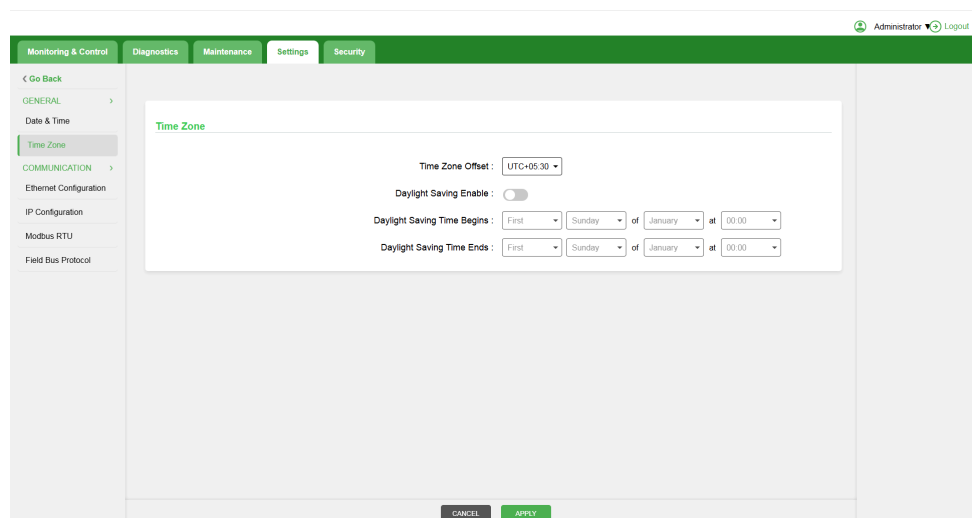 Administrator Logout
Monitoring & Control Diagnostics Maintenance Settings Security
Go Back
GENERAL
Date & Time
Time Zone
COMMUNICATION
Ethernet Configuration
IP Configuration
Modbus RTU
Field Bus Protocol
Time Zone
Time Zone Offset : UTC+05:30
Daylight Saving Enable :
Daylight Saving Time Begins : First Sunday of January at 00:00
Daylight Saving Time Ends : First Sunday of January at 00:00
CANCEL APPLY